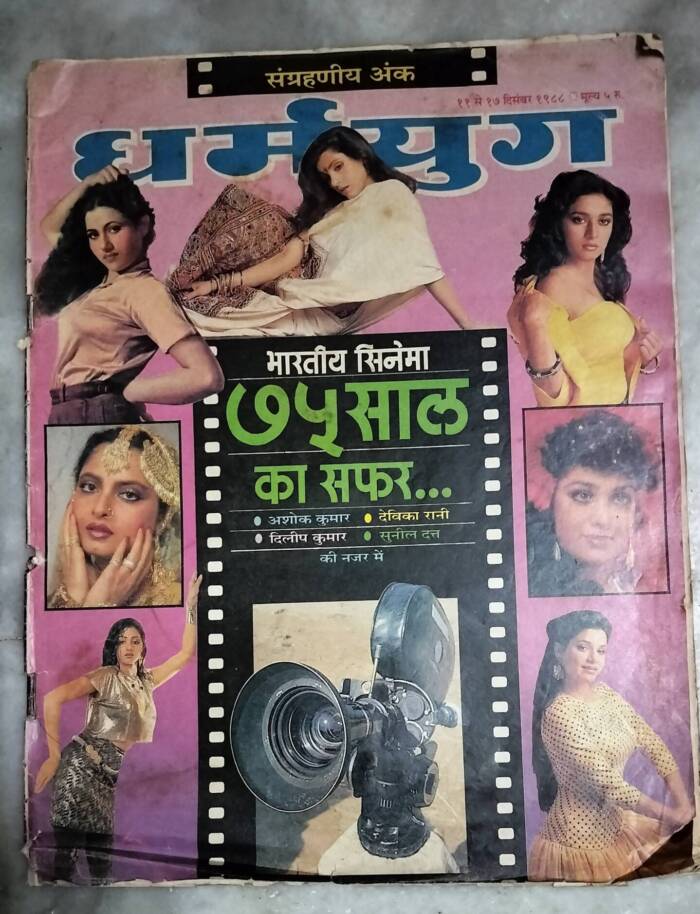 संग्रहणीय अंक
११ से १७ दिसंबर १९८८ □ मूल्य ५ रु.
धर्मयुग
भारतीय सिनेमा
७५ साल
का सफर...
● अशोक कुमार ● देविका रानी
● दिलीप कुमार ● सुनील दत्त
की नजर में